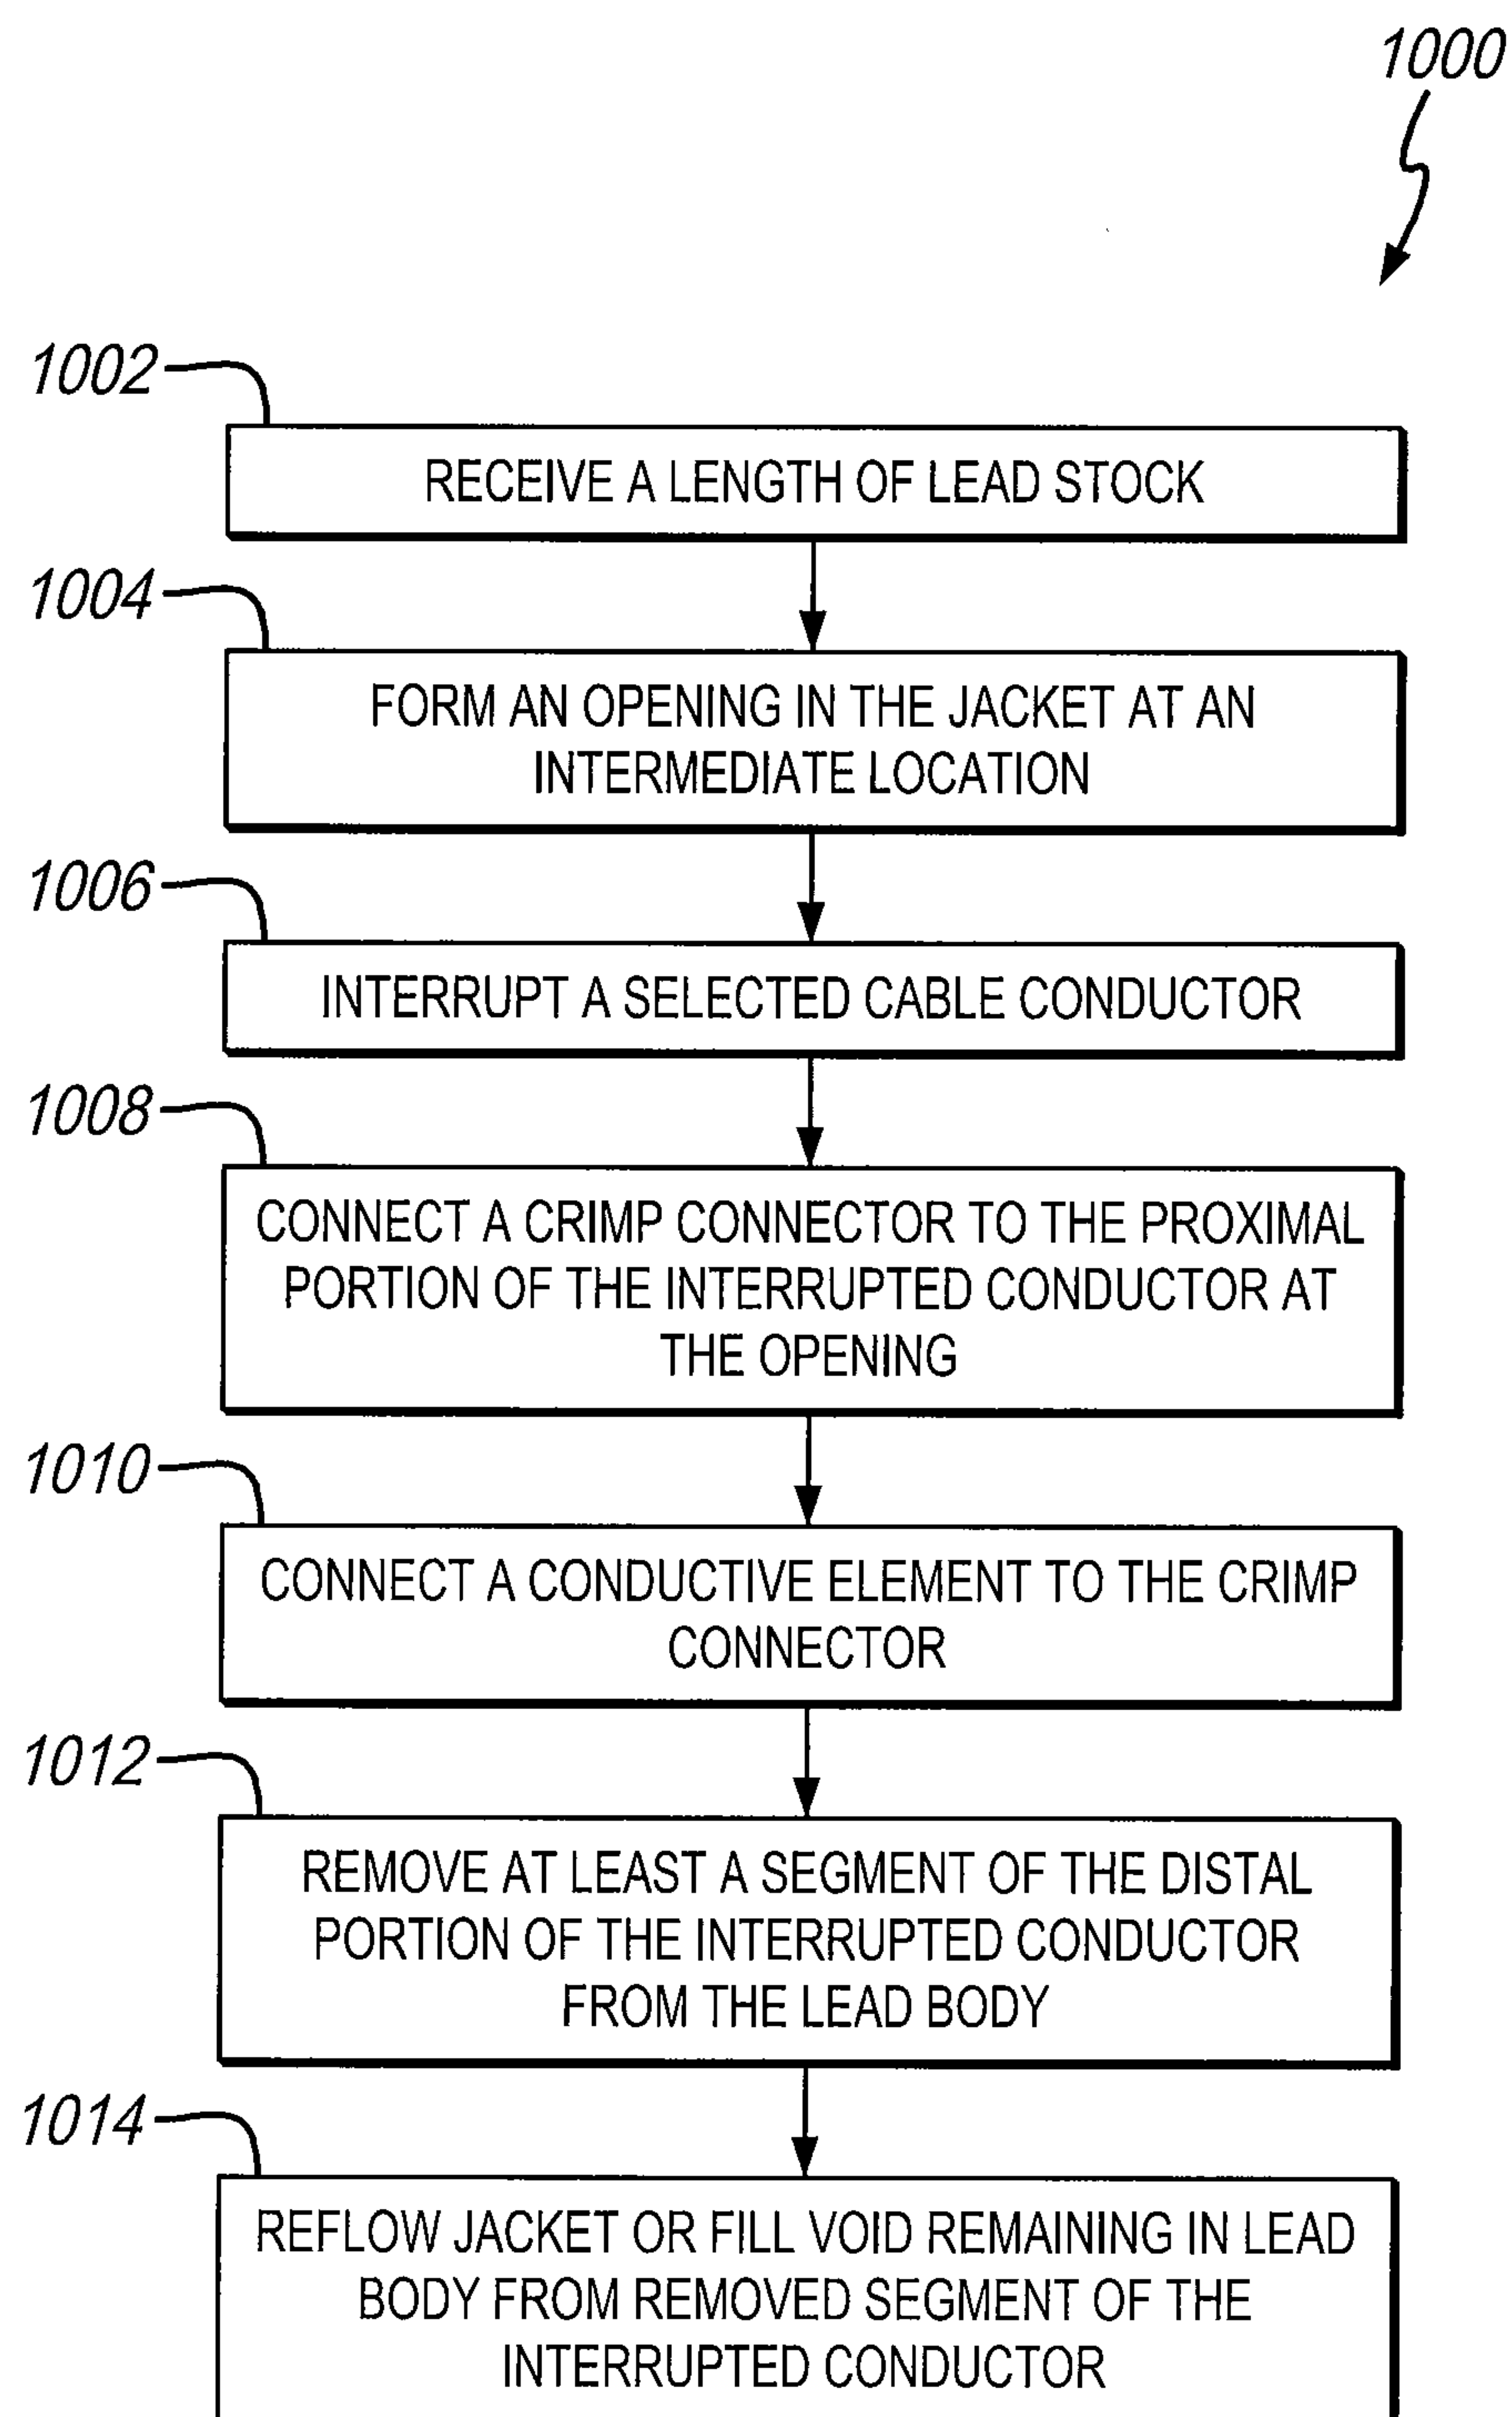 1000
1002
RECEIVE A LENGTH OF LEAD STOCK
1004
FORM AN OPENING IN THE JACKET AT AN
INTERMEDIATE LOCATION
1006
INTERRUPT A SELECTED CABLE CONDUCTOR
1008
CONNECT A CRIMP CONNECTOR TO THE PROXIMAL
PORTION OF THE INTERRUPTED CONDUCTOR AT
THE OPENING
1010
CONNECT A CONDUCTIVE ELEMENT TO THE CRIMP
CONNECTOR
1012
REMOVE AT LEAST A SEGMENT OF THE DISTAL
PORTION OF THE INTERRUPTED CONDUCTOR
FROM THE LEAD BODY
1014
REFLOW JACKET OR FILL VOID REMAINING IN LEAD
BODY FROM REMOVED SEGMENT OF THE
INTERRUPTED CONDUCTOR